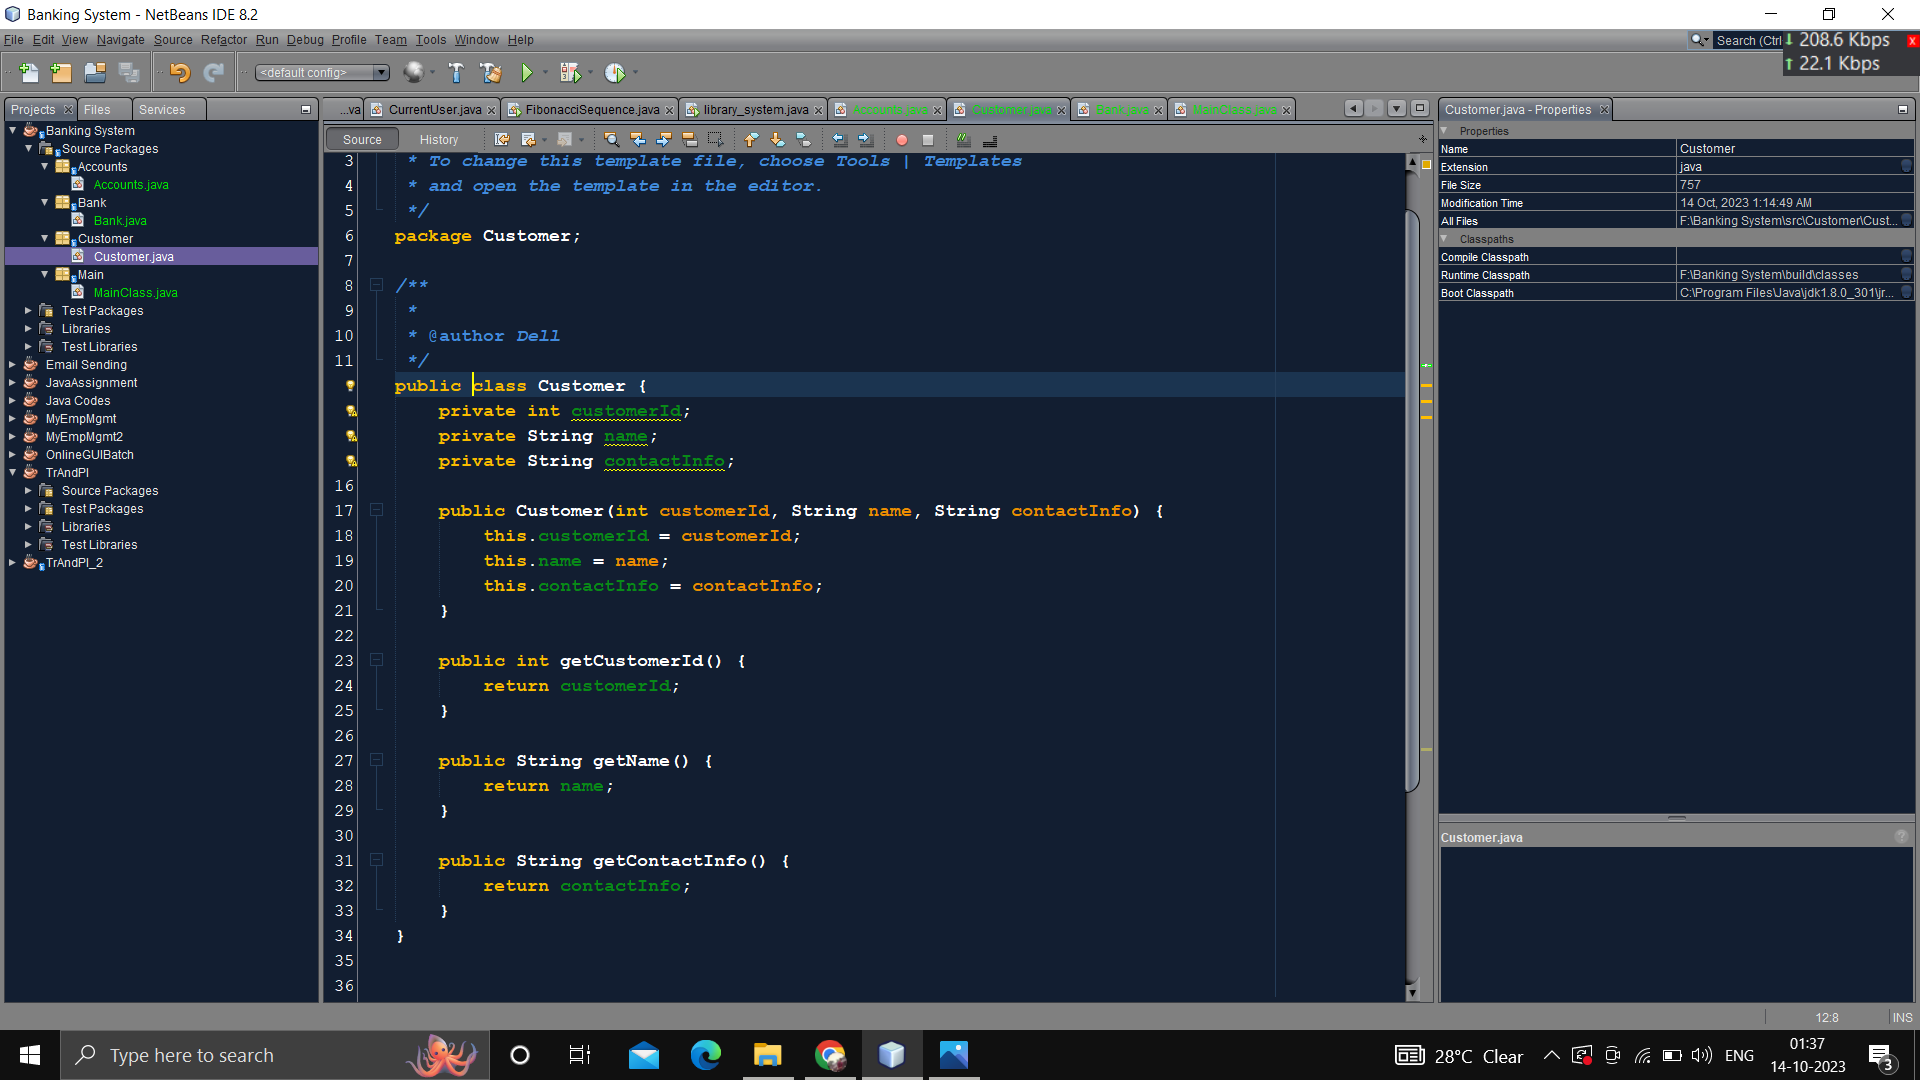 Banking System - NetBeans IDE 8.2
File Edit View Navigate Source Refactor Run Debug Profile Team Tools Window Help
Search (Ctrl
208.6 Kbps
22.1 Kbps
<default config>
Projects Files Services
...va CurrentUser.java FibonacciSequence.java library_system.java Accounts.java Customer.java Bank.java MainClass.java
Customer.java - Properties
Banking System
Source Packages
Accounts
Accounts.java
Bank
Bank.java
Customer
Customer.java
Main
MainClass.java
Test Packages
Libraries
Test Libraries
Email Sending
JavaAssignment
Java Codes
MyEmpMgmt
MyEmpMgmt2
OnlineGUIBatch
TrAndPI
Source Packages
Test Packages
Libraries
Test Libraries
TrAndPI_2
Source History
3 * To change this template file, choose Tools | Templates
4 * and open the template in the editor.
5 */
6 package Customer;
7
8 /**
9 *
10 * @author Dell
11 */
public class Customer {
private int customerId;
private String name;
private String contactInfo;
16
17 public Customer(int customerId, String name, String contactInfo) {
18 this.customerId = customerId;
19 this.name = name;
20 this.contactInfo = contactInfo;
21 }
22
23 public int getCustomerId() {
24 return customerId;
25 }
26
27 public String getName() {
28 return name;
29 }
30
31 public String getContactInfo() {
32 return contactInfo;
33 }
34 }
35
36
Properties
Name Customer
Extension java
File Size 757
Modification Time 14 Oct, 2023 1:14:49 AM
All Files F:\Banking System\src\Customer\Cust...
Classpaths
Compile Classpath
Runtime Classpath F:\Banking System\build\classes
Boot Classpath C:\Program Files\Java\jdk1.8.0_301\jr...
Customer.java
12:8 INS
Type here to search
28°C Clear
ENG
01:37
14-10-2023
3